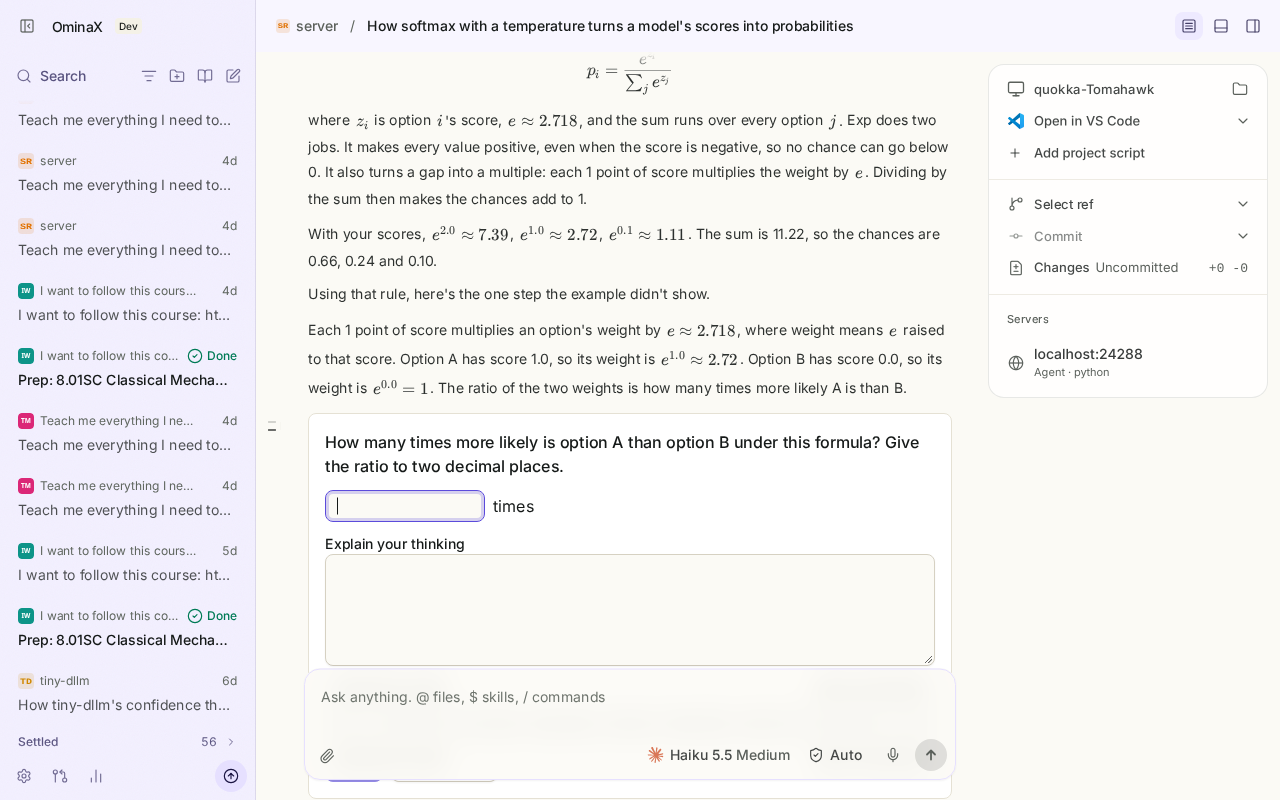 OminaX Dev
Search
Teach me everything I need to...
SR server 4d
Teach me everything I need to...
SR server 4d
Teach me everything I need to...
IW I want to follow this cours... 4d
I want to follow this course: ht...
IW I want to follow this co... Done
Prep: 8.01SC Classical Mecha...
TM Teach me everything I ne... 4d
Teach me everything I need to...
TM Teach me everything I ne... 4d
Teach me everything I need to...
IW I want to follow this cours... 5d
I want to follow this course: ht...
IW I want to follow this co... Done
Prep: 8.01SC Classical Mecha...
TD tiny-dllm 6d
How tiny-dllm's confidence th...
Settled 56
SR server / How softmax with a temperature turns a model's scores into probabilities
p_i = e / ∑_j e^{z_j}
where z_i is option i's score, e ≈ 2.718, and the sum runs over every option j. Exp does two
jobs. It makes every value positive, even when the score is negative, so no chance can go below
0. It also turns a gap into a multiple: each 1 point of score multiplies the weight by e. Dividing by
the sum then makes the chances add to 1.
With your scores, e^{2.0} ≈ 7.39, e^{1.0} ≈ 2.72, e^{0.1} ≈ 1.11. The sum is 11.22, so the chances are
0.66, 0.24 and 0.10.
Using that rule, here's the one step the example didn't show.
Each 1 point of score multiplies an option's weight by e ≈ 2.718, where weight means e raised
to that score. Option A has score 1.0, so its weight is e^{1.0} ≈ 2.72. Option B has score 0.0, so its
weight is e^{0.0} = 1. The ratio of the two weights is how many times more likely A is than B.
How many times more likely is option A than option B under this formula? Give
the ratio to two decimal places.
times
Explain your thinking
Ask anything. @ files, $ skills, / commands
Haiku 5.5 Medium Auto
quokka-Tomahawk
Open in VS Code
Add project script
Select ref
Commit
Changes Uncommitted +0 -0
Servers
localhost:24288
Agent · python